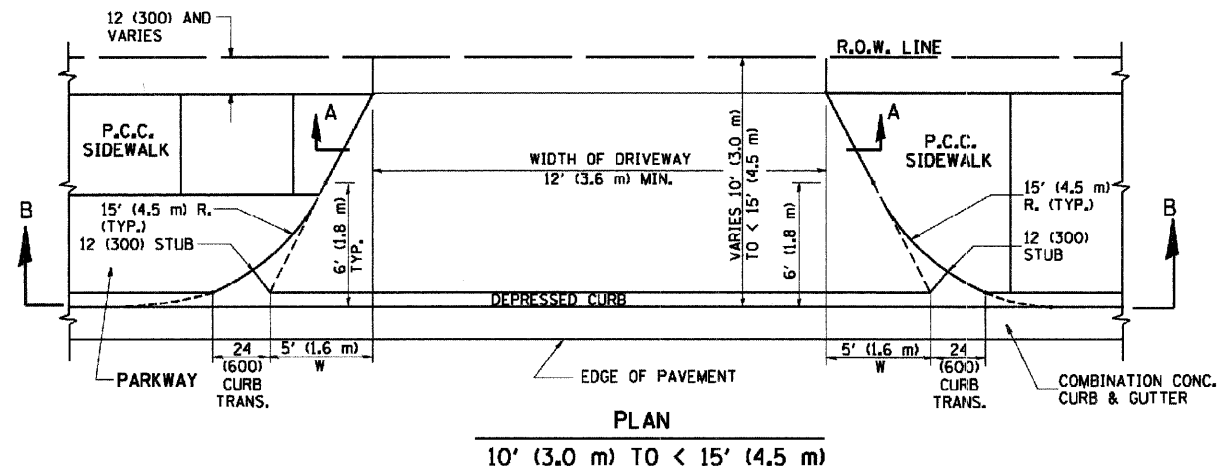 12 (300) AND
VARIES
R.O.W. LINE
A
A
P.C.C.
SIDEWALK
WIDTH OF DRIVEWAY
12' (3.6 m) MIN.
VARIES 10' (3.0 m)
TO < 15' (4.5 m)
P.C.C.
SIDEWALK
B
15' (4.5 m) R.
(TYP.)
12 (300) STUB
6' (1.8 m)
TYP.
6' (1.8 m)
15' (4.5 m)
R. (TYP.)
12 (300)
STUB
B
DEPRESSED CURB
24
(600)
CURB
TRANS.
5' (1.6 m)
W
5' (1.6 m)
W
24
(600)
CURB
TRANS.
PARKWAY
EDGE OF PAVEMENT
COMBINATION CONC.
CURB & GUTTER
PLAN
10' (3.0 m) TO < 15' (4.5 m)